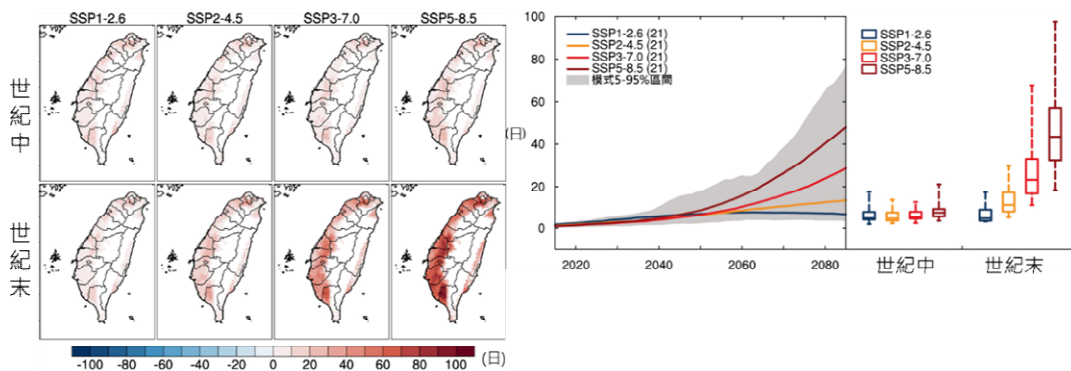 SSP1-2.6 SSP2-4.5 SSP3-7.0 SSP5-8.5
世紀中
世紀末
-100 -80 -60 -40 -20 0 20 40 60 80 100 (日)
(日)
100
80
60
40
20
0
SSP1-2.6 (21)
SSP2-4.5 (21)
SSP3-7.0 (21)
SSP5-8.5 (21)
模式5-95%區間
2020 2040 2060 2080
SSP1-2.6
SSP2-4.5
SSP3-7.0
SSP5-8.5
世紀中 世紀末